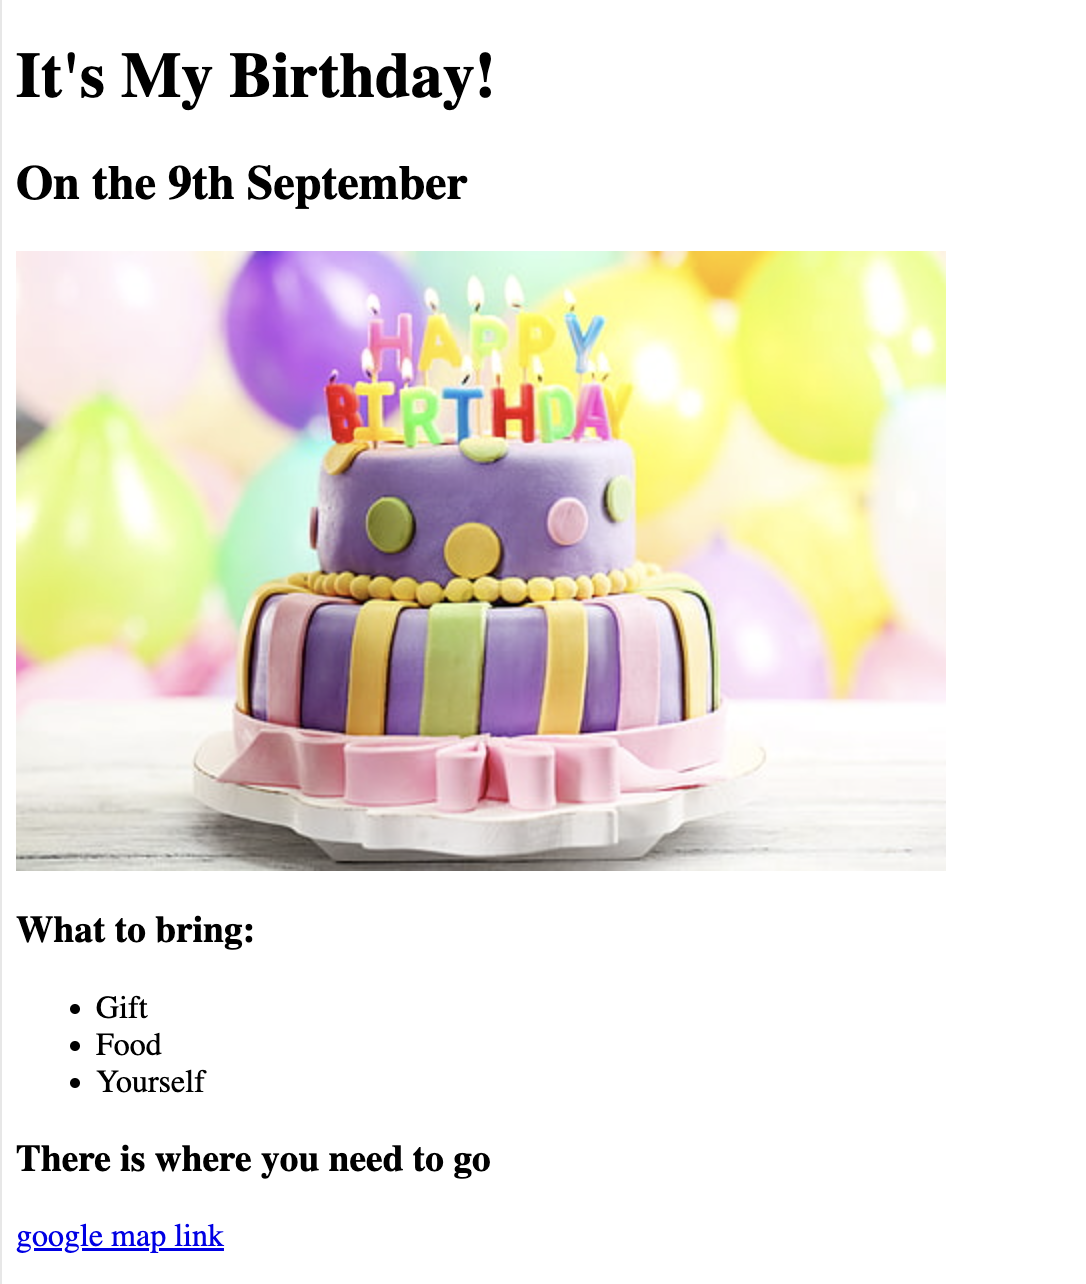 It's My Birthday!
On the 9th September
HAPPY
BIRTHDAY
What to bring:
Gift
Food
Yourself
There is where you need to go
google map link